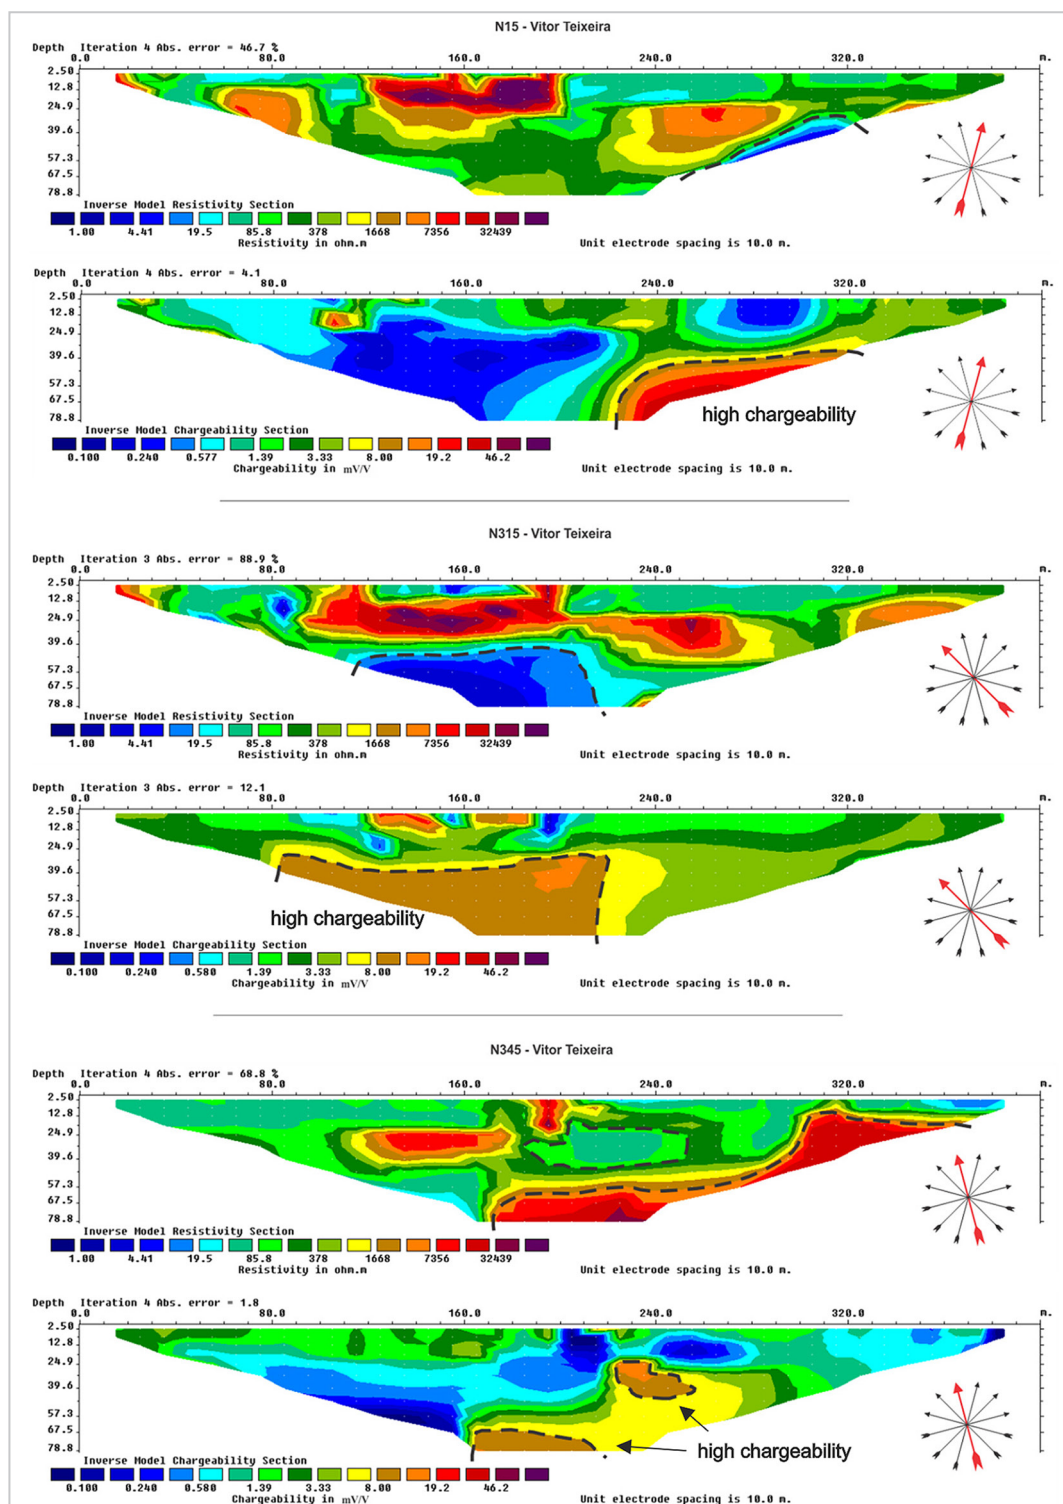 N15 - Vitor Teixeira
Depth Iteration 4 Abs. error = 46.7 %
0.0 80.0 160.0 240.0 320.0 m.
2.50
12.8
24.9
39.6
57.3
67.5
78.8
Inverse Model Resistivity Section
1.00 4.41 19.5 85.8 378 1668 7356 32439
Resistivity in ohm.m Unit electrode spacing is 10.0 m.
Depth Iteration 4 Abs. error = 4.1
0.0 80.0 160.0 240.0 320.0 m.
2.50
12.8
24.9
39.6
57.3
67.5
78.8
high chargeability
Inverse Model Chargeability Section
0.100 0.240 0.577 1.39 3.33 8.00 19.2 46.2
Chargeability in mV/V Unit electrode spacing is 10.0 m.
N315 - Vitor Teixeira
Depth Iteration 3 Abs. error = 88.9 %
0.0 80.0 160.0 240.0 320.0 m.
2.50
12.8
24.9
39.6
57.3
67.5
78.8
Inverse Model Resistivity Section
1.00 4.41 19.5 85.8 378 1668 7356 32439
Resistivity in ohm.m Unit electrode spacing is 10.0 m.
Depth Iteration 3 Abs. error = 12.1
0.0 80.0 160.0 240.0 320.0 m.
2.50
12.8
24.9
39.6
57.3
67.5
78.8
high chargeability
Inverse Model Chargeability Section
0.100 0.240 0.580 1.39 3.33 8.00 19.2 46.2
Chargeability in mV/V Unit electrode spacing is 10.0 m.
N345 - Vitor Teixeira
Depth Iteration 4 Abs. error = 68.8 %
0.0 80.0 160.0 240.0 320.0 m.
2.50
12.8
24.9
39.6
57.3
67.5
78.8
Inverse Model Resistivity Section
1.00 4.41 19.5 85.8 378 1668 7356 32439
Resistivity in ohm.m Unit electrode spacing is 10.0 m.
Depth Iteration 4 Abs. error = 1.8
0.0 80.0 160.0 240.0 320.0 m.
2.50
12.8
24.9
39.6
57.3
67.5
78.8
high chargeability
Inverse Model Chargeability Section
0.100 0.240 0.580 1.39 3.33 8.00 19.2 46.2
Chargeability in mV/V Unit electrode spacing is 10.0 m.